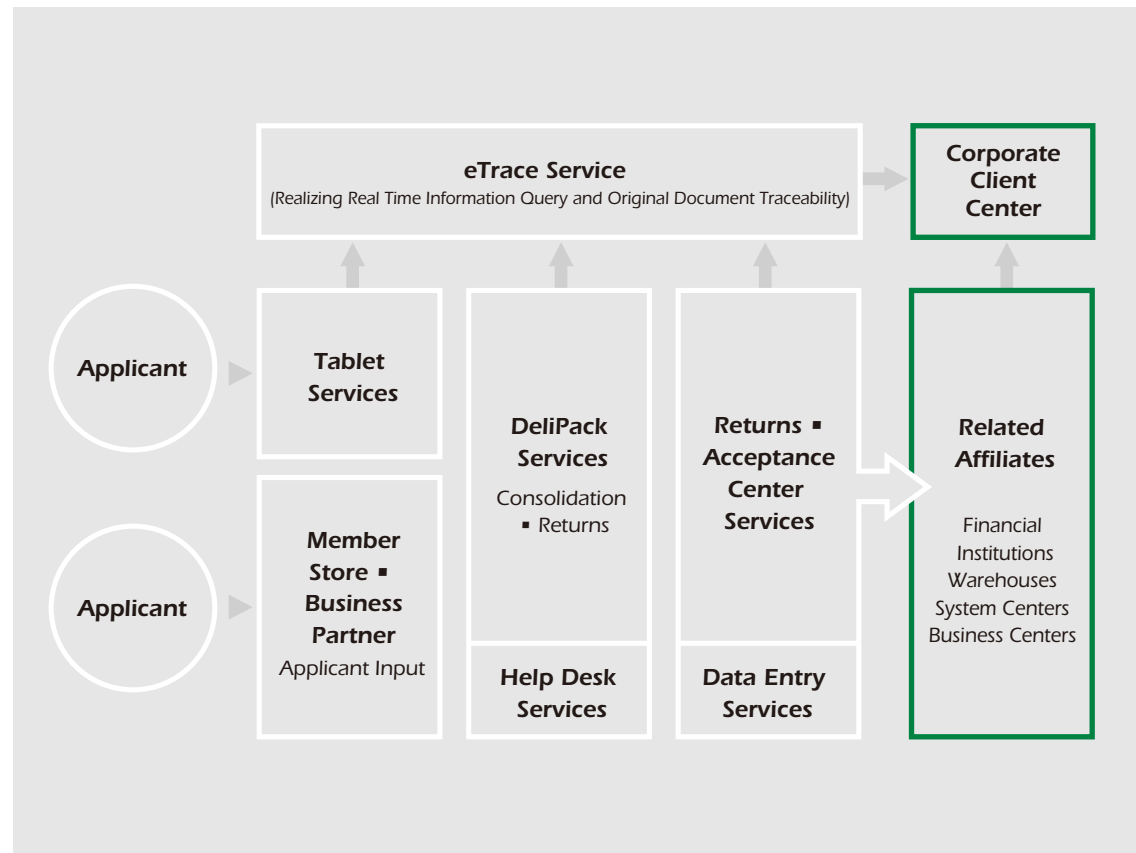 eTrace Service
(Realizing Real Time Information Query and Original Document Traceability)
Corporate
Client
Center
Applicant
Tablet
Services
Applicant
Member
Store ▪
Business
Partner
Applicant Input
DeliPack
Services
Consolidation
▪ Returns
Help Desk
Services
Returns ▪
Acceptance
Center
Services
Data Entry
Services
Related
Affiliates
Financial
Institutions
Warehouses
System Centers
Business Centers